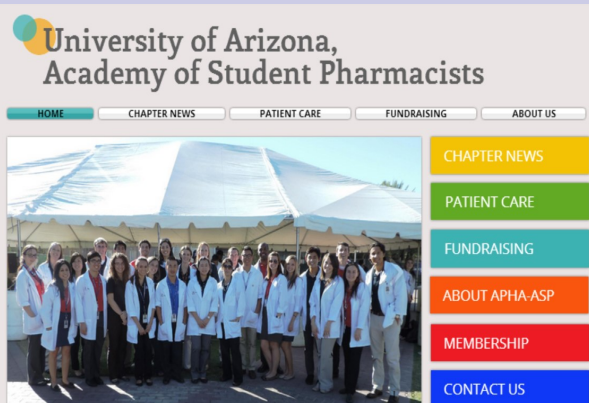 University of Arizona,
Academy of Student Pharmacists
HOME CHAPTER NEWS PATIENT CARE FUNDRAISING ABOUT US
CHAPTER NEWS
PATIENT CARE
FUNDRAISING
ABOUT APHA-ASP
MEMBERSHIP
CONTACT US